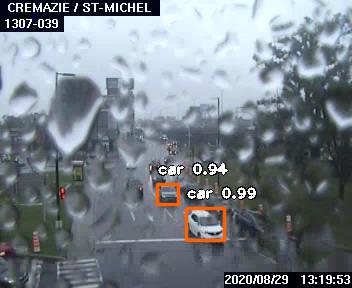 CREMAZIE / ST-MICHEL
1307-039
car 0.94
car 0.99
2020/08/29 13:19:53